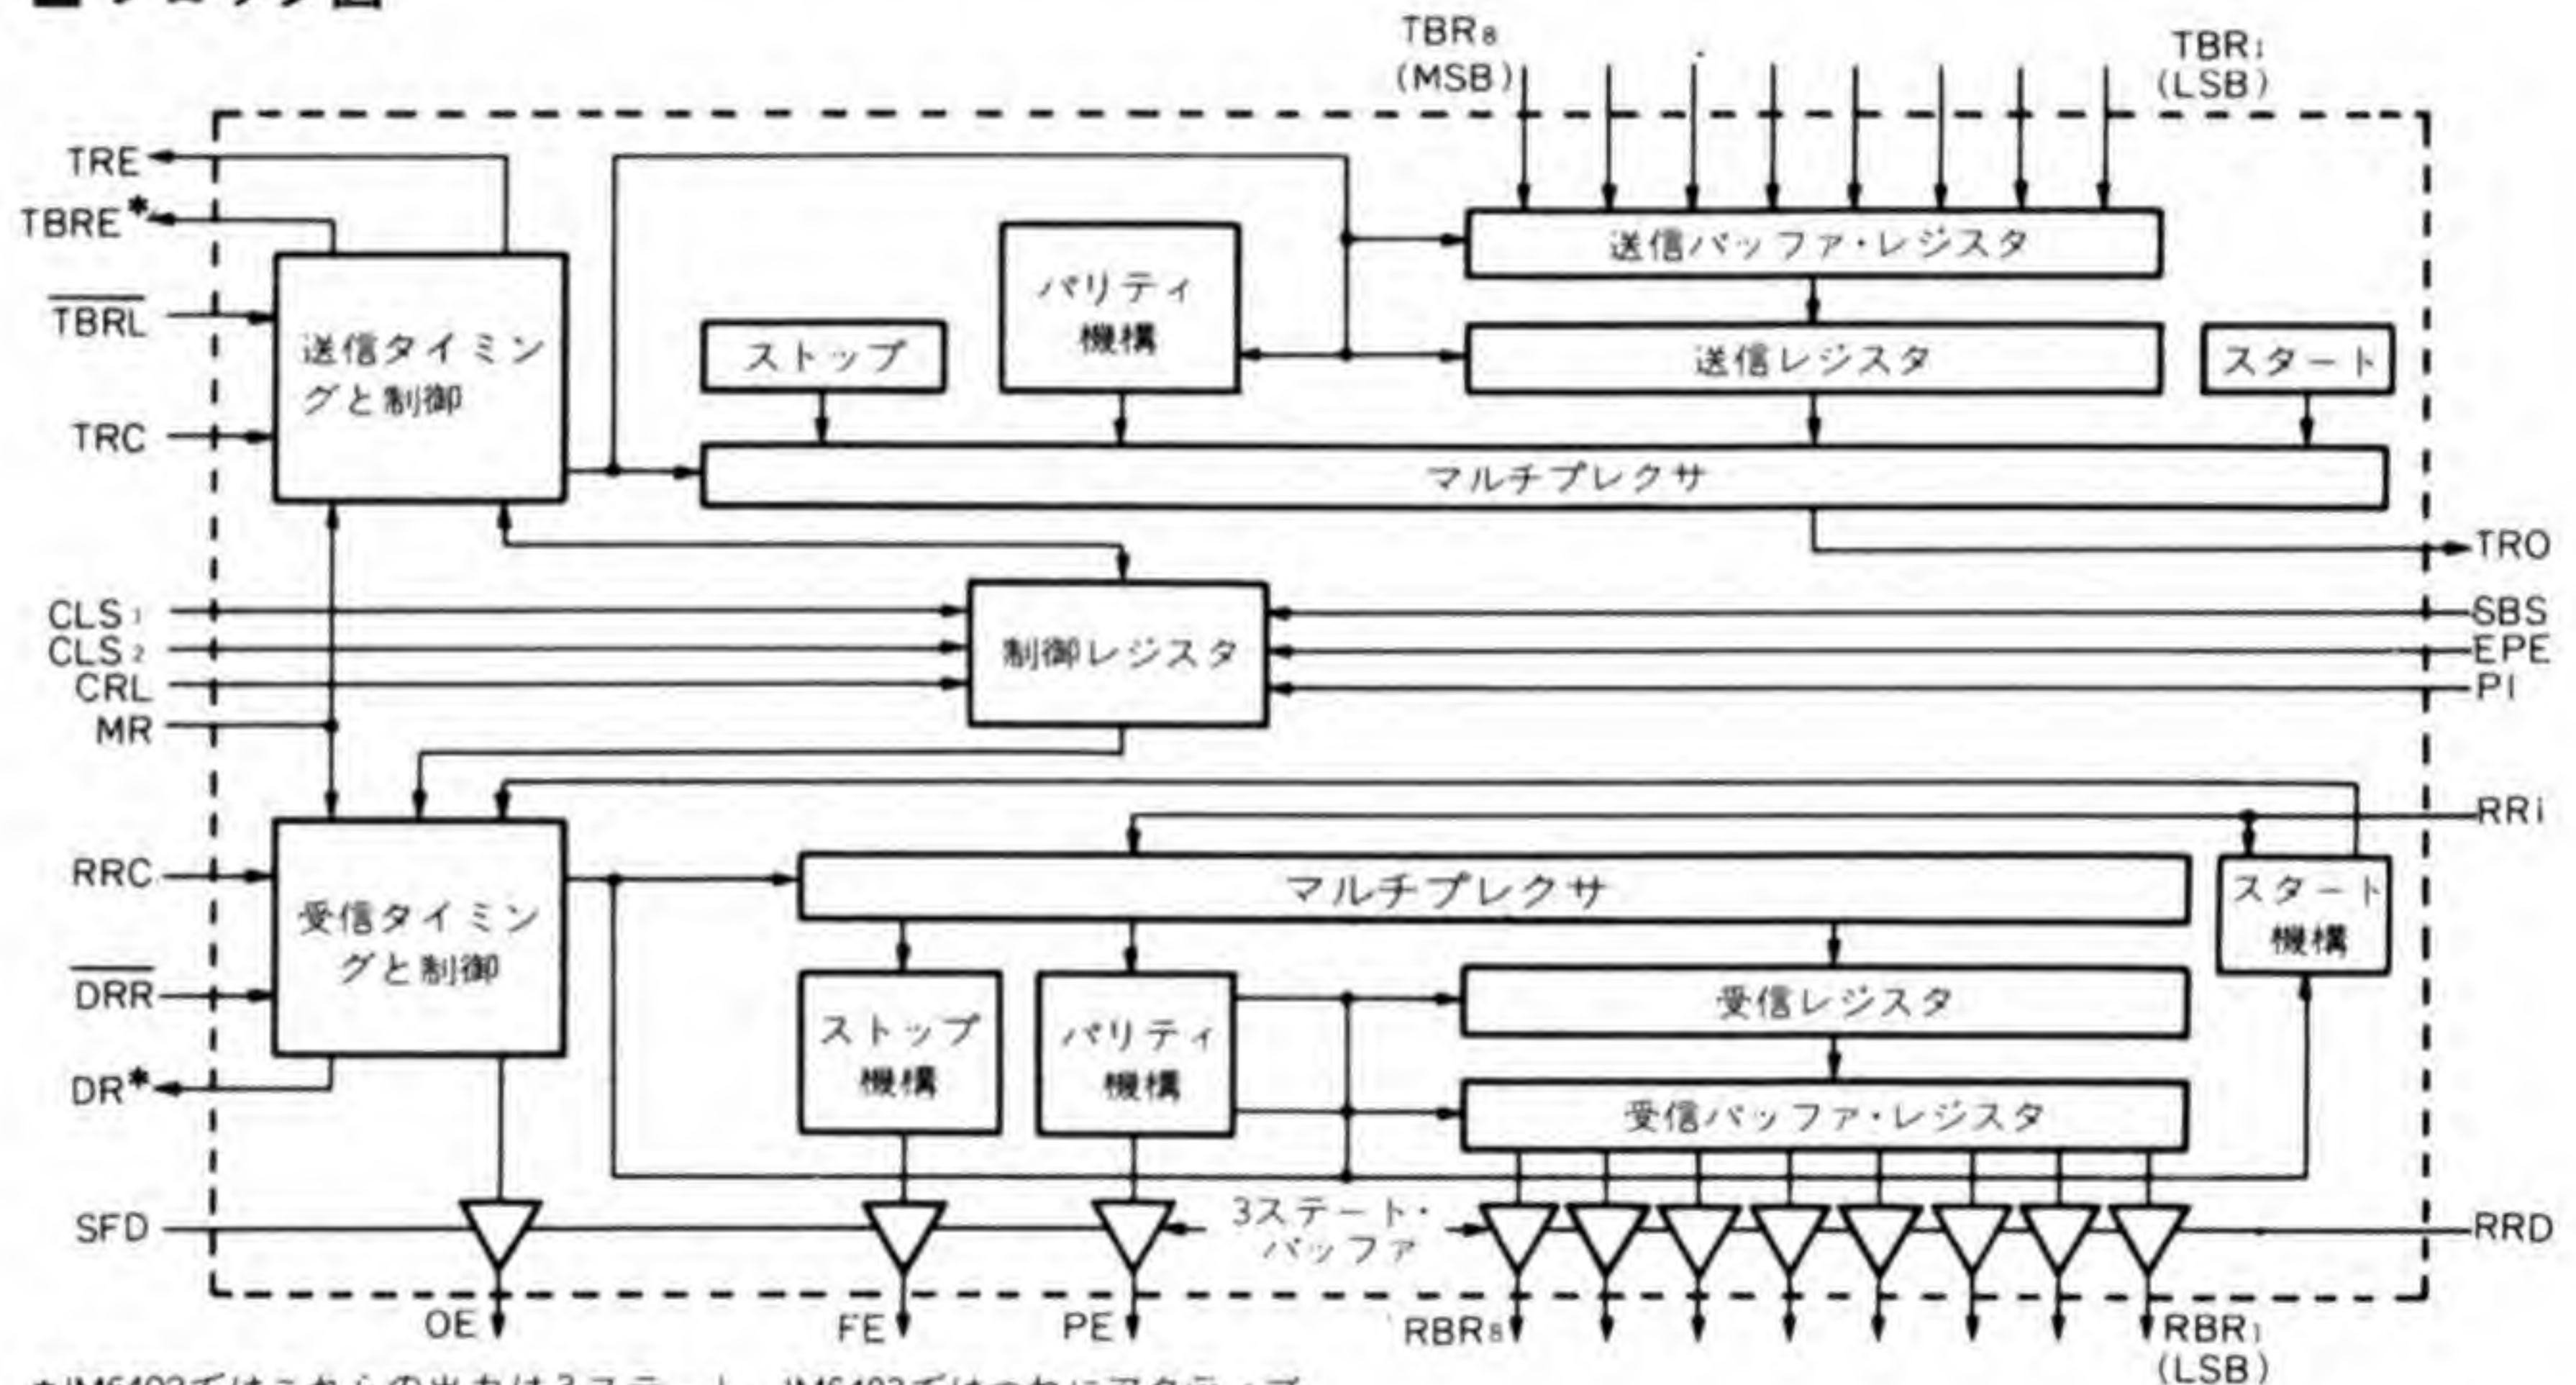 ■ブロック図
TBR₈
(MSB)
TBR₁
(LSB)
TRE
TBRE*
T̅B̅R̅L̅
TRC
送信タイミン
グと制御
ストップ
パリティ
機構
送信バッファ・レジスタ
送信レジスタ
スタート
マルチプレクサ
TRO
CLS₁
CLS₂
CRL
MR
制御レジスタ
SBS
EPE
PI
RRi
RRC
D̅R̅R̅
DR*
受信タイミン
グと制御
マルチプレクサ
スタート
機構
ストップ
機構
パリティ
機構
受信レジスタ
受信バッファ・レジスタ
SFD
3ステート・
バッファ
RRD
OE
FE
PE
RBR₈
RBR₁
(LSB)